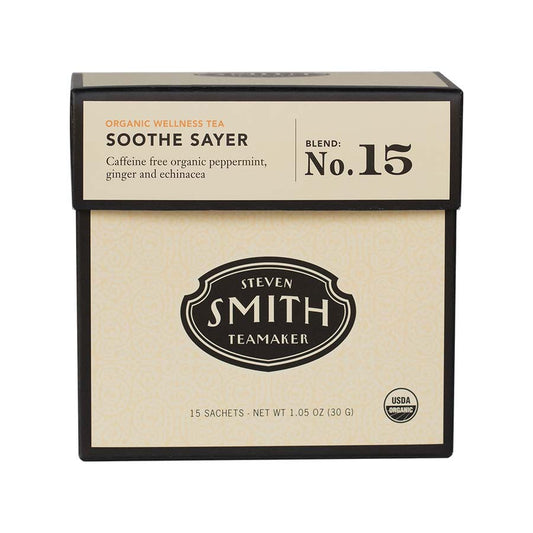 ORGANIC WELLNESS TEA
SOOTHE SAYER
Caffeine free organic peppermint,
ginger and echinacea
BLEND:
No. 15
STEVEN
SMITH
TEAMAKER
15 SACHETS - NET WT 1.05 OZ (30 G)
USDA
ORGANIC